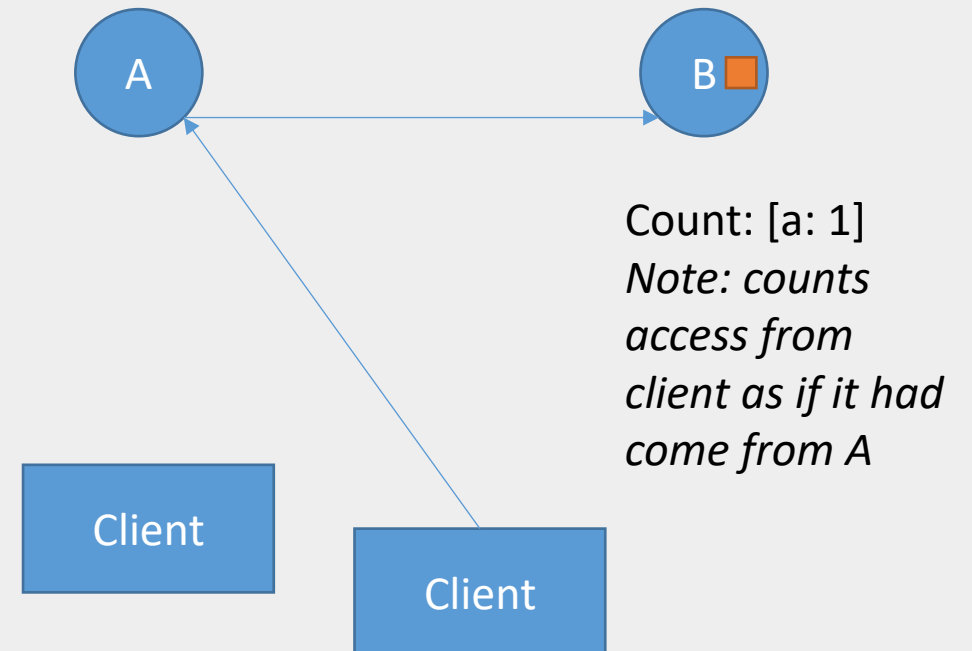 A
B
Count: [a: 1]
Note: counts
access from
client as if it had
come from A
Client
Client